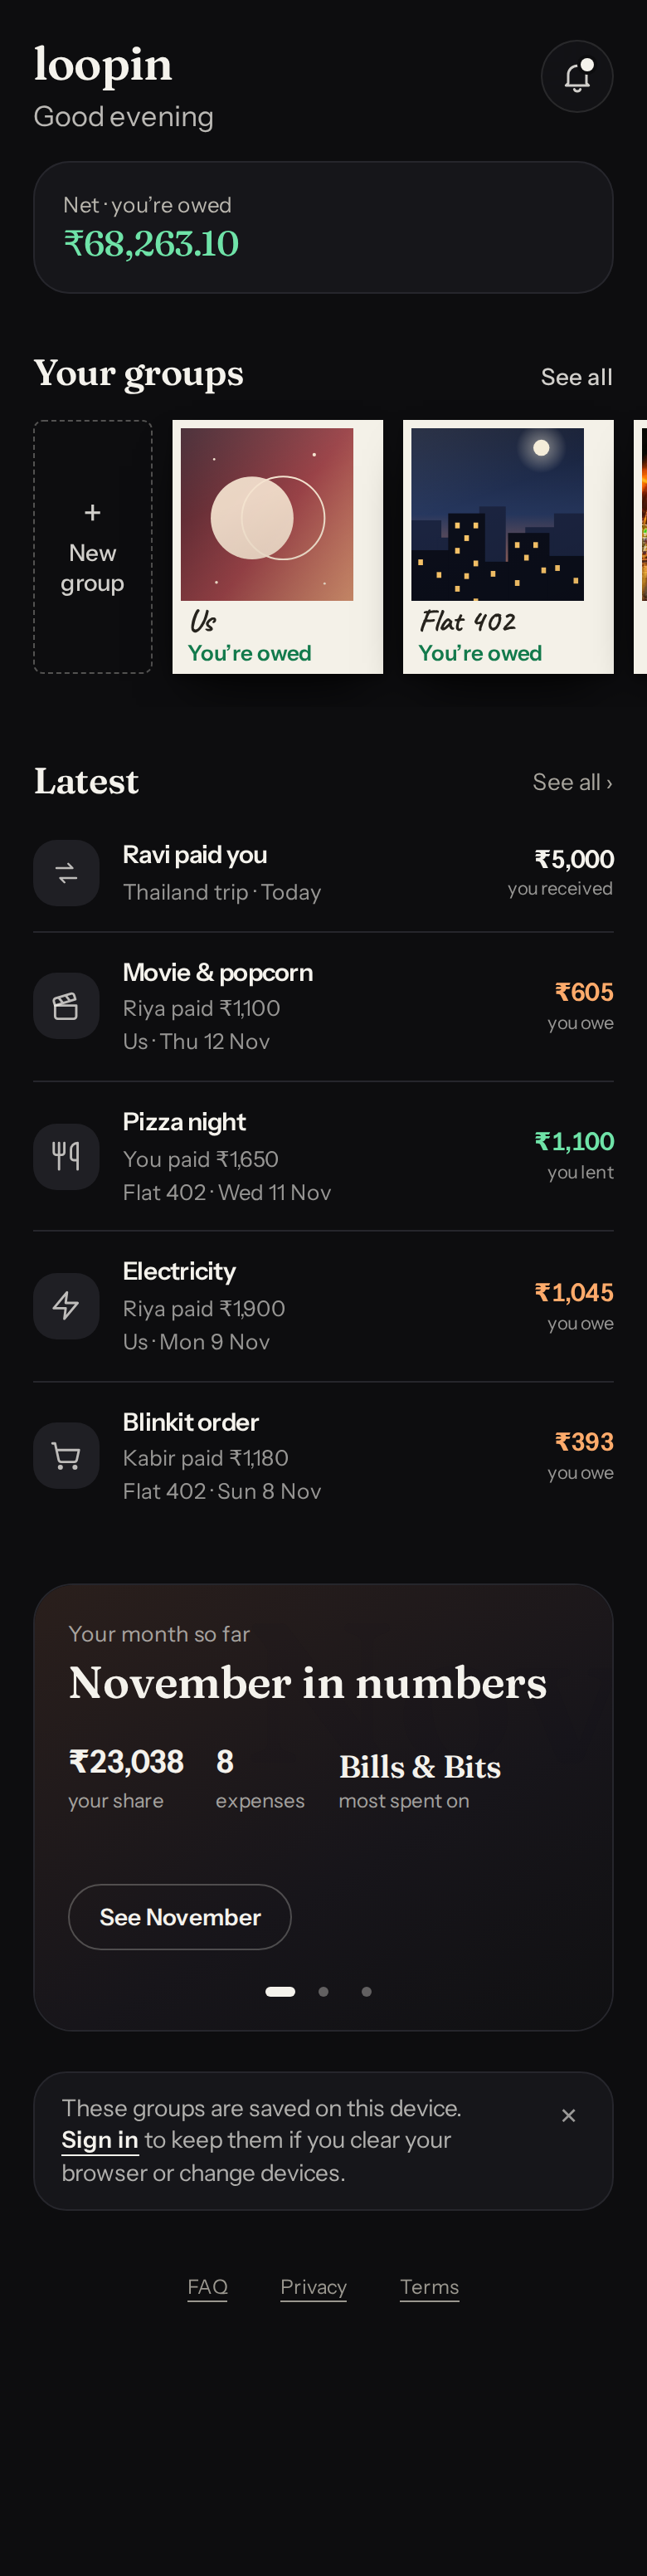 loopin
Good evening
Net · you’re owed
₹68,263.10
Your groups
See all
+
New
group
Us
You’re owed
Flat 402
You’re owed
Latest
See all ›
Ravi paid you
Thailand trip · Today
₹5,000
you received
Movie & popcorn
Riya paid ₹1,100
Us · Thu 12 Nov
₹605
you owe
Pizza night
You paid ₹1,650
Flat 402 · Wed 11 Nov
₹1,100
you lent
Electricity
Riya paid ₹1,900
Us · Mon 9 Nov
₹1,045
you owe
Blinkit order
Kabir paid ₹1,180
Flat 402 · Sun 8 Nov
₹393
you owe
Your month so far
November in numbers
₹23,038
your share
8
expenses
Bills & Bits
most spent on
See November
These groups are saved on this device.
Sign in to keep them if you clear your
browser or change devices.
×
FAQ
Privacy
Terms